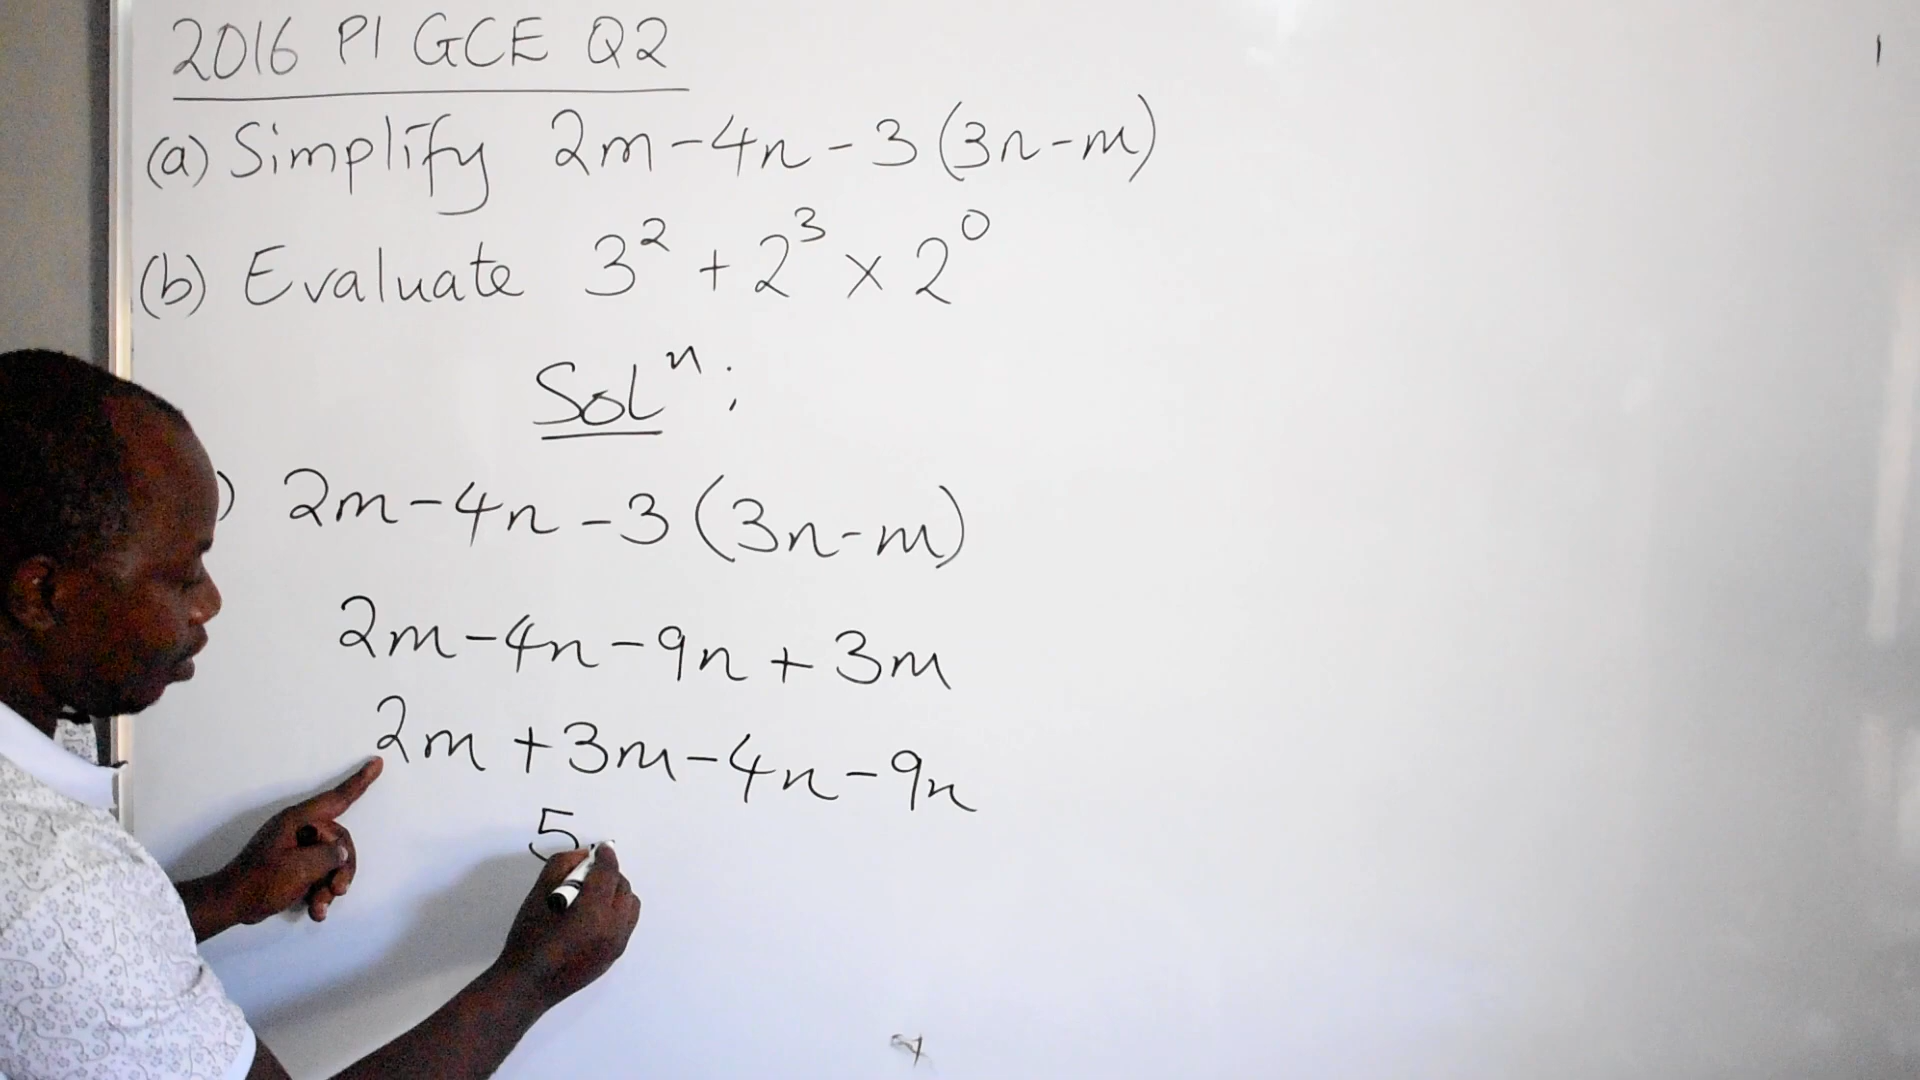 2016 P1 GCE Q2
(a) Simplify 2m-4n-3(3n-m)
(b) Evaluate 3² + 2³ × 2⁰
Solⁿ:
) 2m-4n-3(3n-m)
2m-4n-9n+3m
2m+3m-4n-9n
5